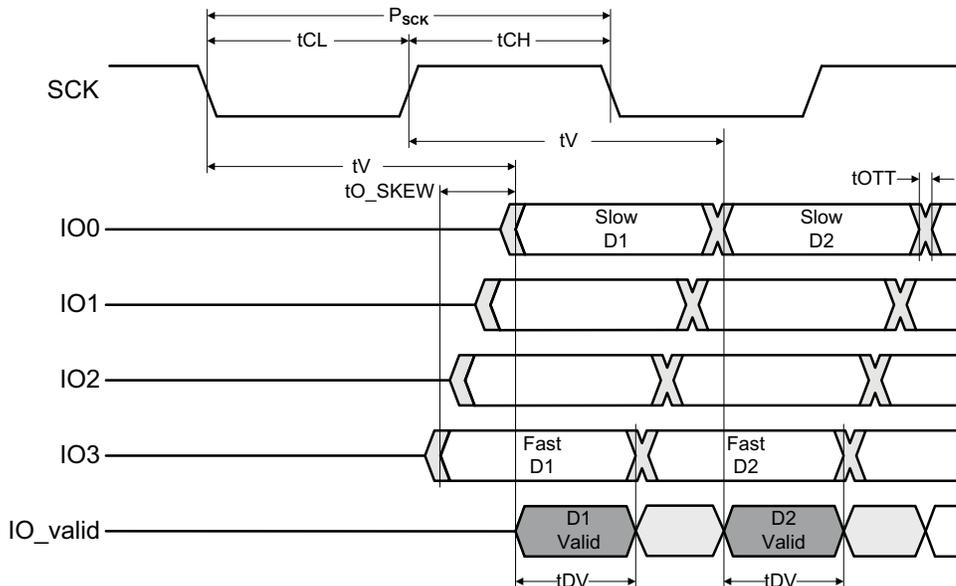 PSCK
tCL
tCH
SCK
tV
tV
tO_SKEW
tOTT
IO0
Slow
D1
Slow
D2
IO1
IO2
IO3
Fast
D1
Fast
D2
IO_valid
D1
Valid
D2
Valid
tDV
tDV